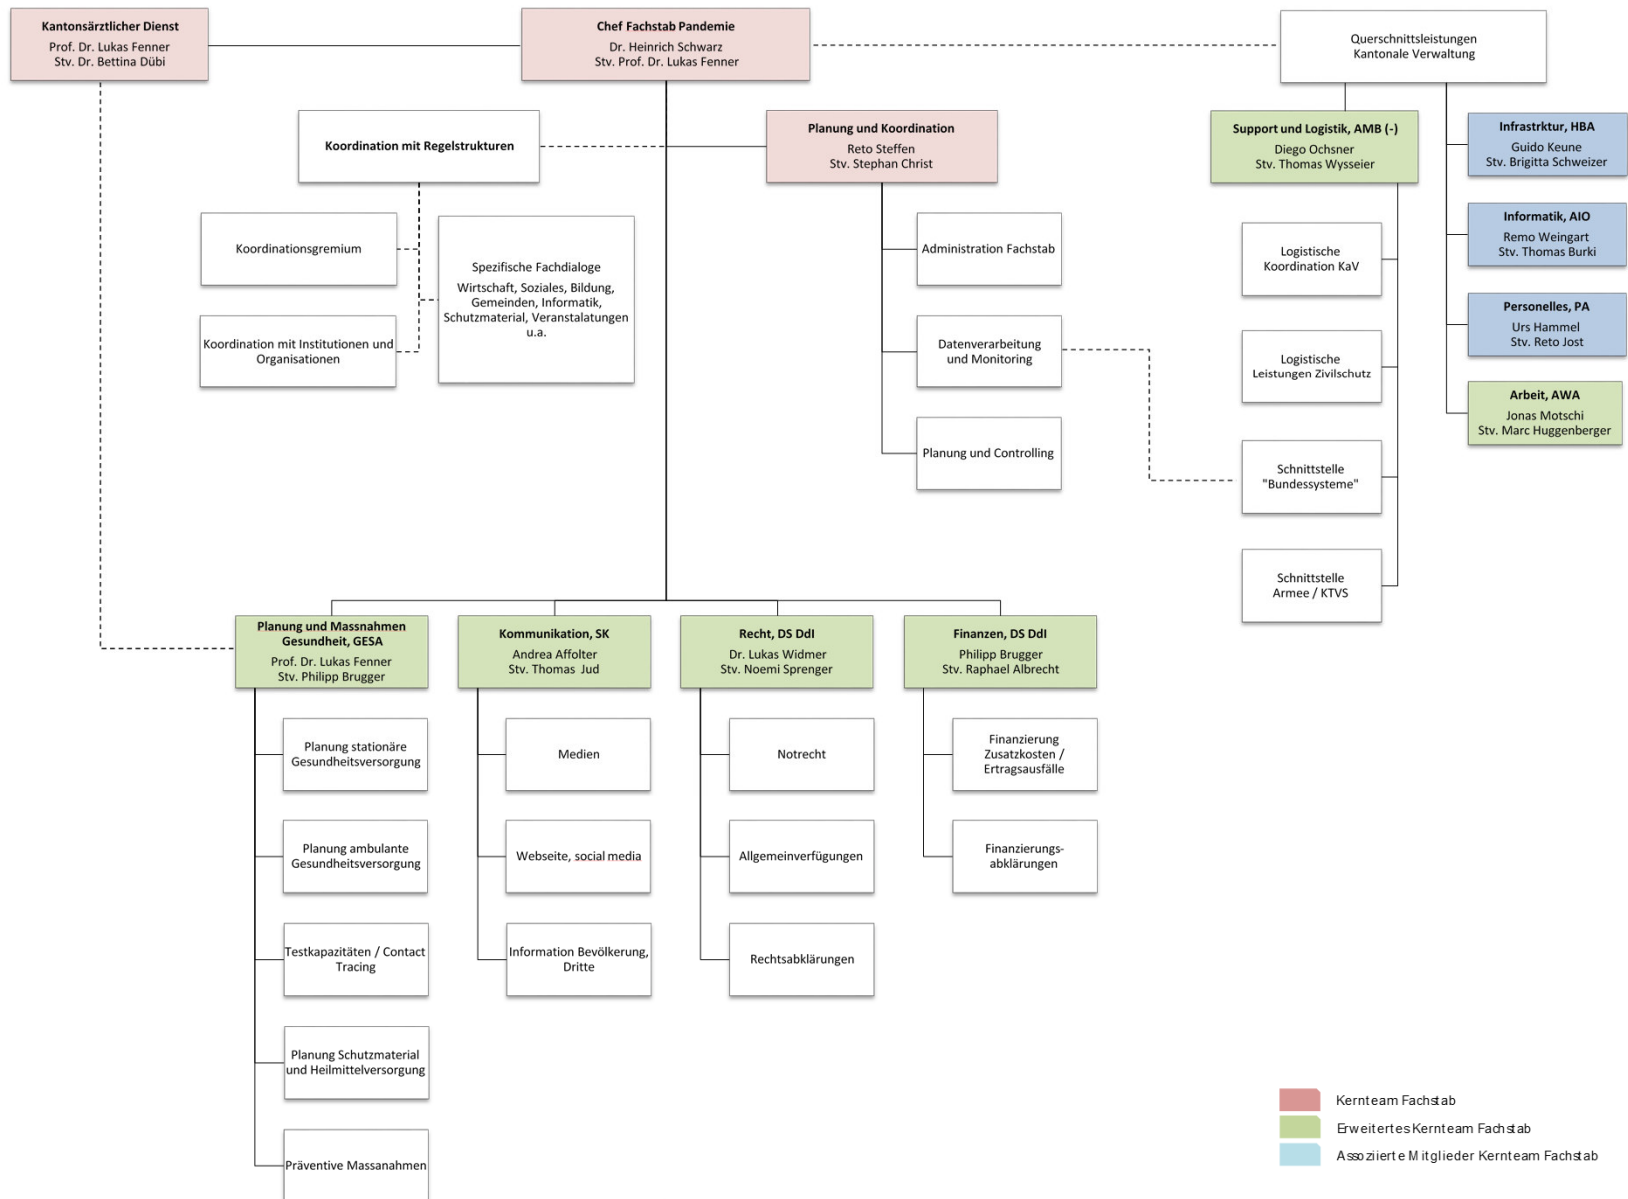 Kantonsärztlicher Dienst
Prof. Dr. Lukas Fenner
Stv. Dr. Bettina Dübi
Chef Fachstab Pandemie
Dr. Heinrich Schwarz
Stv. Prof. Dr. Lukas Fenner
Querschnittsleistungen
Kantonale Verwaltung
Koordination mit Regelstrukturen
Planung und Koordination
Reto Steffen
Stv. Stephan Christ
Support und Logistik, AMB (-)
Diego Ochsner
Stv. Thomas Wysseier
Infrastrktur, HBA
Guido Keune
Stv. Brigitta Schweizer
Informatik, AIO
Remo Weingart
Stv. Thomas Burki
Personelles, PA
Urs Hammel
Stv. Reto Jost
Arbeit, AWA
Jonas Motschi
Stv. Marc Huggenberger
Koordinationsgremium
Koordination mit Institutionen und
Organisationen
Spezifische Fachdialoge
Wirtschaft, Soziales, Bildung,
Gemeinden, Informatik,
Schutzmaterial, Veranstalatungen
u.a.
Administration Fachstab
Datenverarbeitung
und Monitoring
Planung und Controlling
Logistische
Koordination KaV
Logistische
Leistungen Zivilschutz
Schnittstelle
"Bundessysteme"
Schnittstelle
Armee / KTVS
Planung und Massnahmen
Gesundheit, GESA
Prof. Dr. Lukas Fenner
Stv. Philipp Brugger
Kommunikation, SK
Andrea Affolter
Stv. Thomas Jud
Recht, DS DdI
Dr. Lukas Widmer
Stv. Noemi Sprenger
Finanzen, DS DdI
Philipp Brugger
Stv. Raphael Albrecht
Planung stationäre
Gesundheitsversorgung
Planung ambulante
Gesundheitsversorgung
Testkapazitäten / Contact
Tracing
Planung Schutzmaterial
und Heilmittelversorgung
Präventive Massanahmen
Medien
Webseite, social media
Information Bevölkerung,
Dritte
Notrecht
Allgemeinverfügungen
Rechtsabklärungen
Finanzierung
Zusatzkosten /
Ertragsausfälle
Finanzierungs-
abklärungen
Kernteam Fachstab
Erweitertes Kernteam Fachstab
Assoziierte Mitglieder Kernteam Fachstab